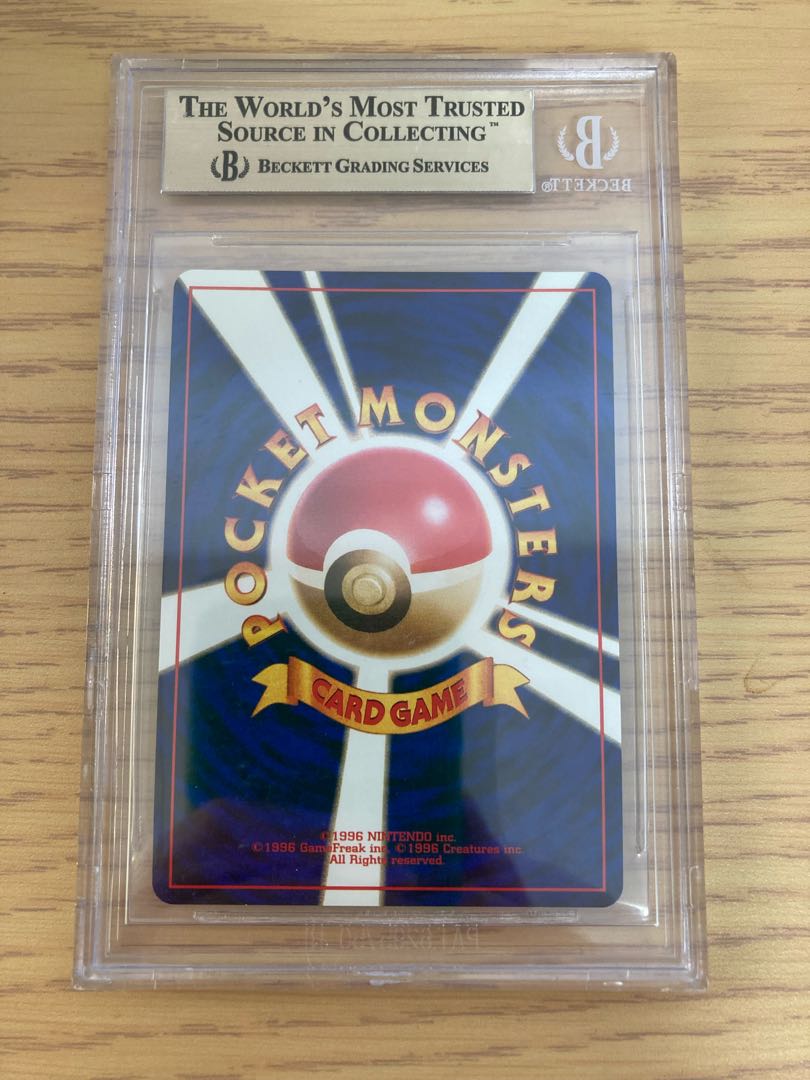 THE WORLD'S MOST TRUSTED
SOURCE IN COLLECTING™
B BECKETT GRADING SERVICES
B
BECKETT®
POCKET MONSTERS
CARD GAME
©1996 NINTENDO inc.
©1996 GameFreak inc. ©1996 Creatures inc.
All Rights reserved.